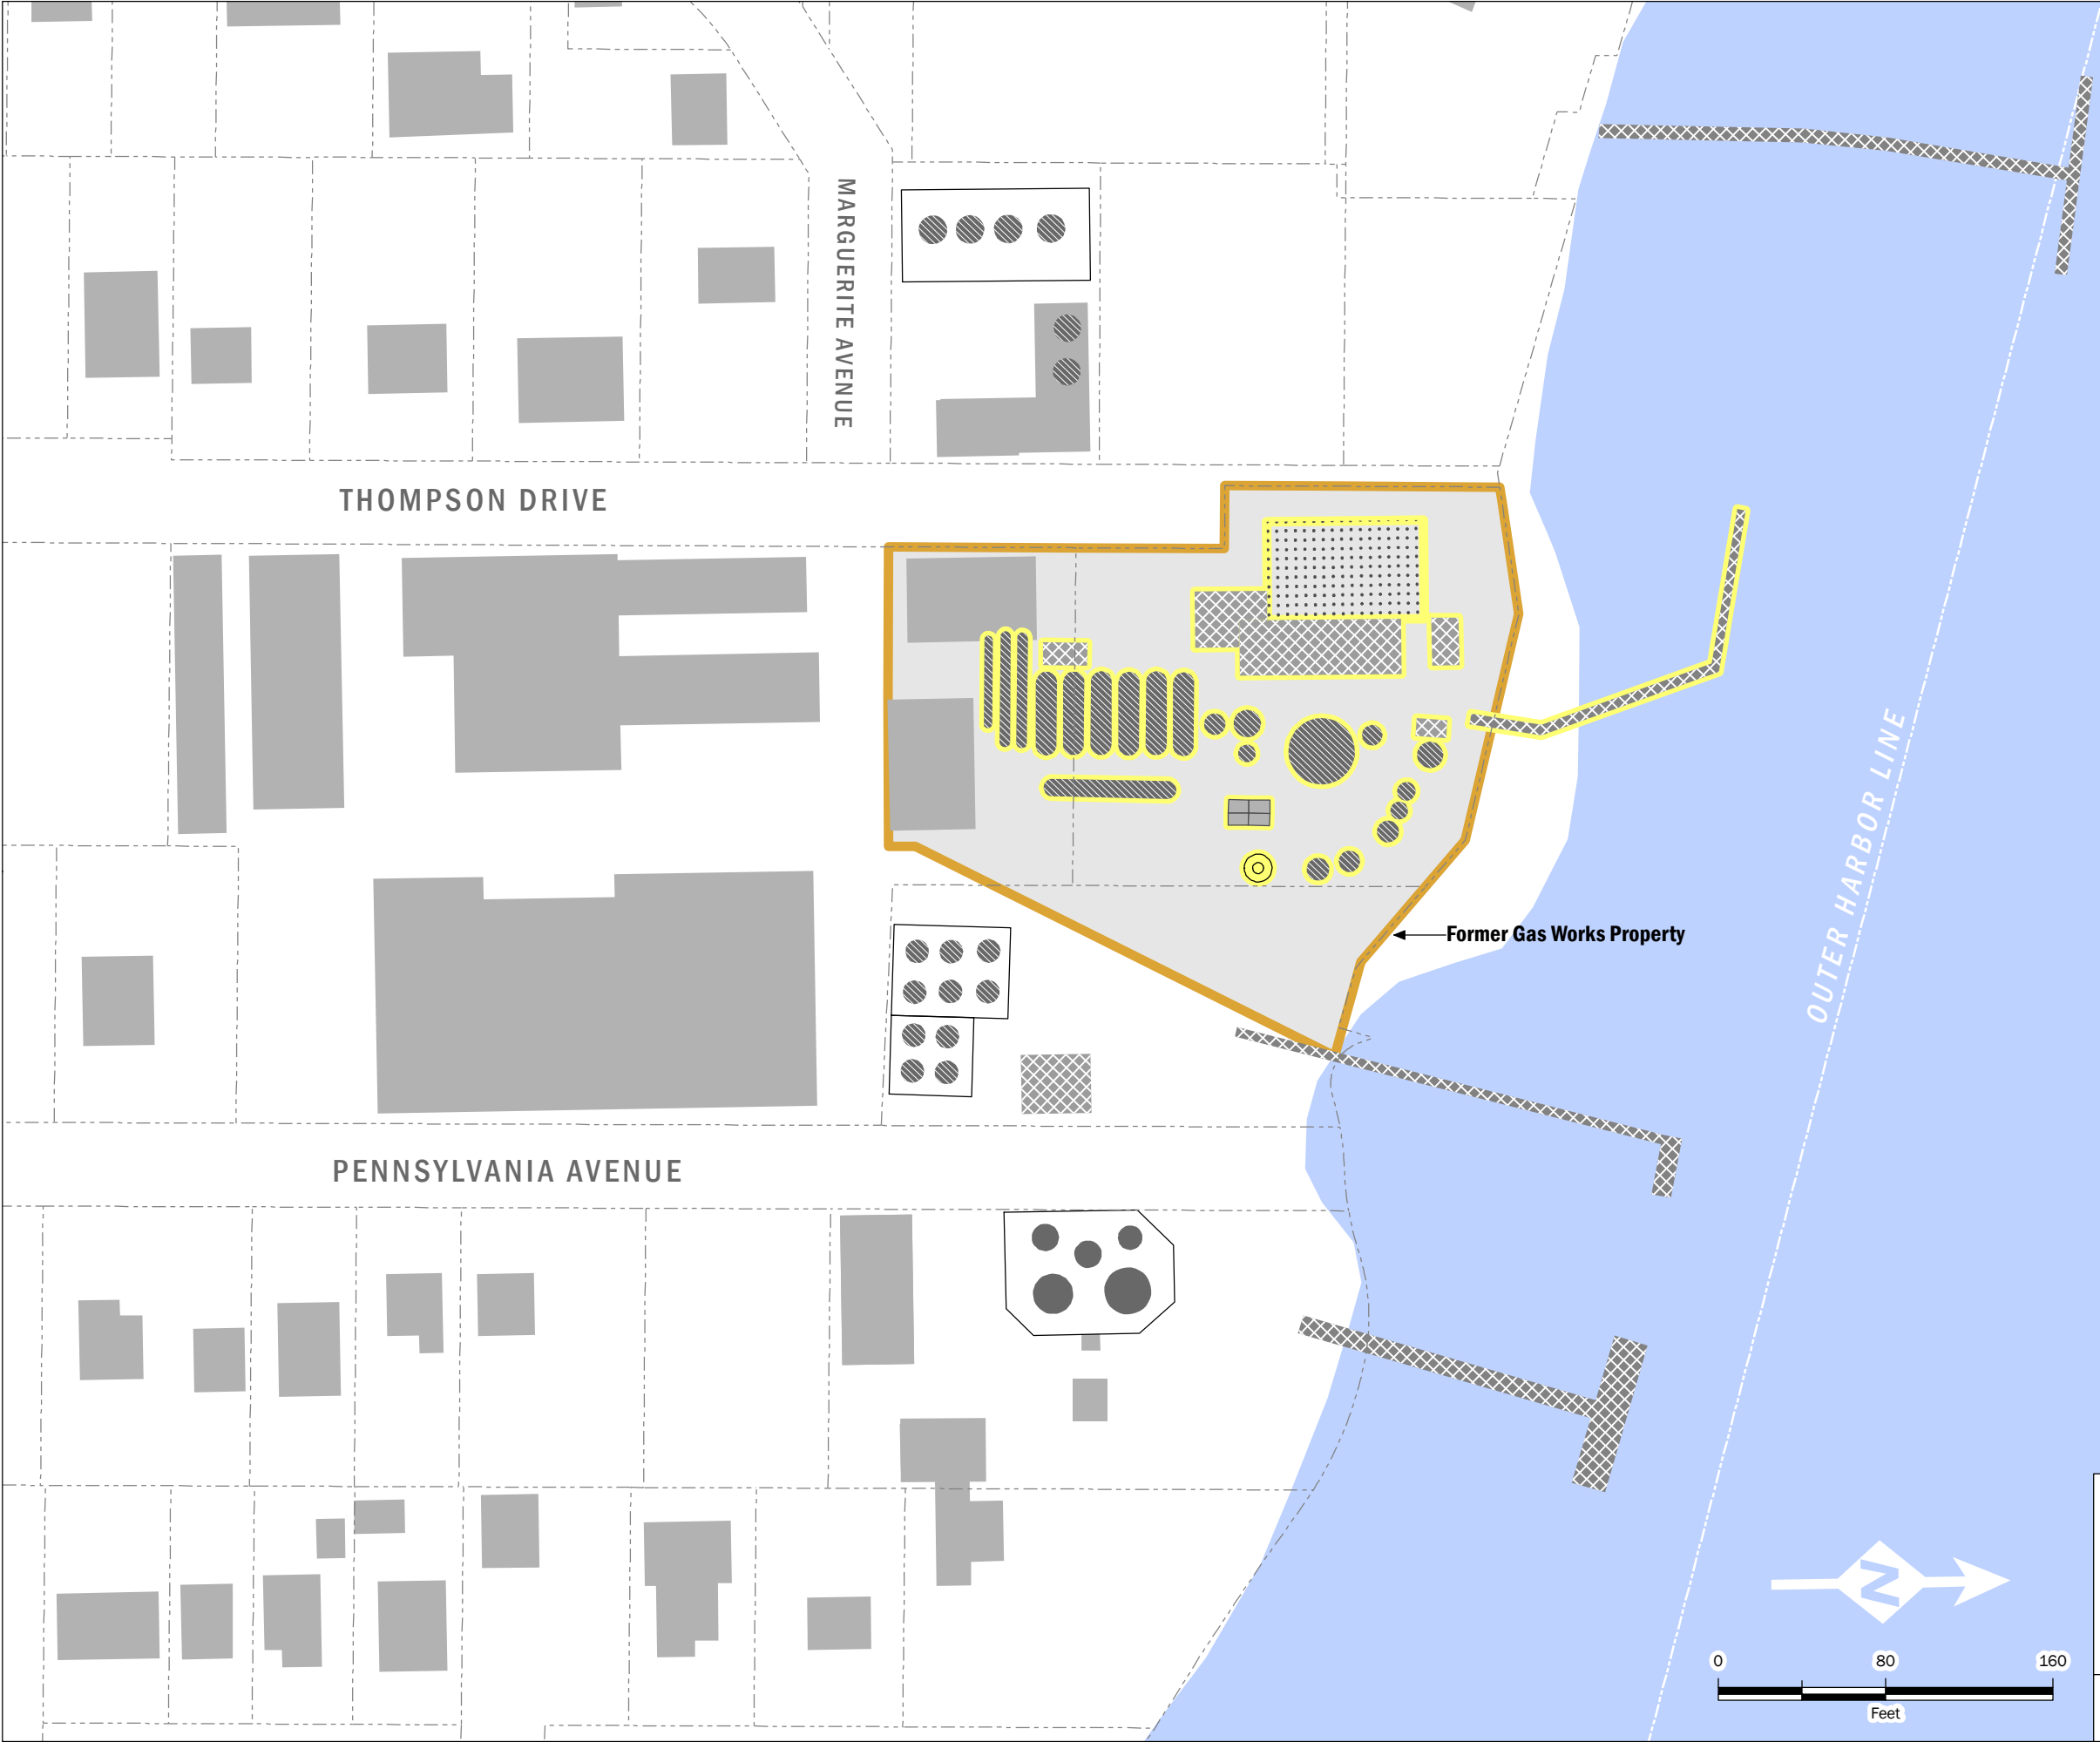 MARGUERITE AVENUE
THOMPSON DRIVE
OUTER HARBOR LINE
Former Gas Works Property
PENNSYLVANIA AVENUE
N
0 80 160
Feet